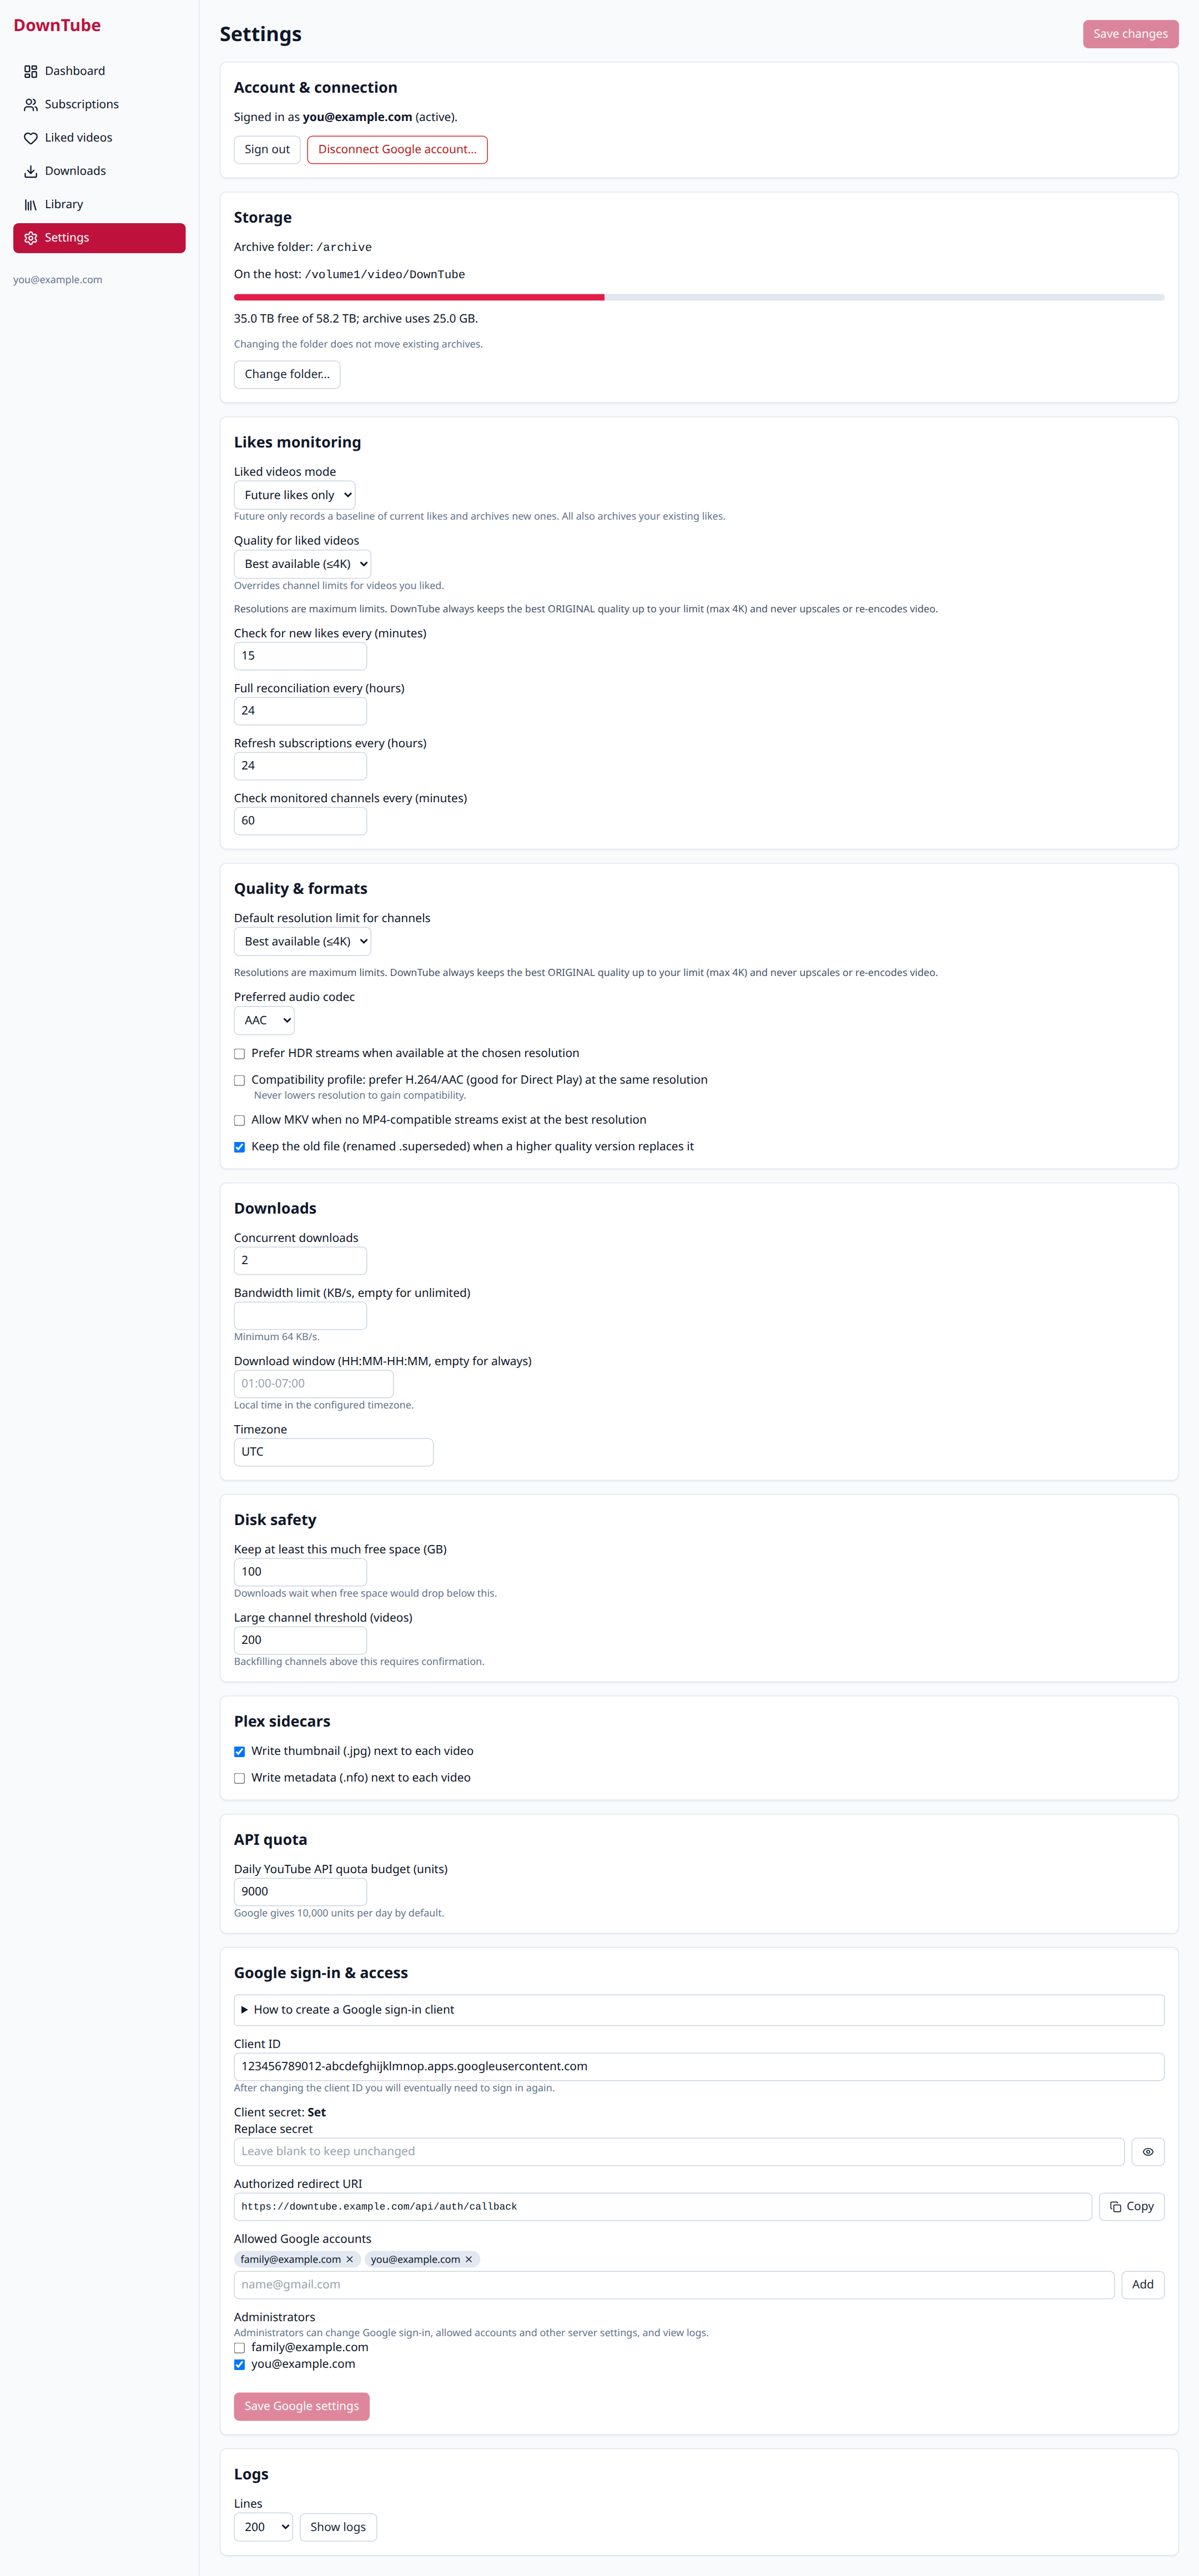 DownTube
Dashboard
Subscriptions
Liked videos
Downloads
Library
Settings
you@example.com
Settings
Save changes
Account & connection
Signed in as you@example.com (active).
Sign out
Disconnect Google account...
Storage
Archive folder: /archive
On the host: /volume1/video/DownTube
35.0 TB free of 58.2 TB; archive uses 25.0 GB.
Changing the folder does not move existing archives.
Change folder...
Likes monitoring
Liked videos mode
Future likes only
Future only records a baseline of current likes and archives new ones. All also archives your existing likes.
Quality for liked videos
Best available (≤4K)
Overrides channel limits for videos you liked.
Resolutions are maximum limits. DownTube always keeps the best ORIGINAL quality up to your limit (max 4K) and never upscales or re-encodes video.
Check for new likes every (minutes)
15
Full reconciliation every (hours)
24
Refresh subscriptions every (hours)
24
Check monitored channels every (minutes)
60
Quality & formats
Default resolution limit for channels
Best available (≤4K)
Resolutions are maximum limits. DownTube always keeps the best ORIGINAL quality up to your limit (max 4K) and never upscales or re-encodes video.
Preferred audio codec
AAC
Prefer HDR streams when available at the chosen resolution
Compatibility profile: prefer H.264/AAC (good for Direct Play) at the same resolution
Never lowers resolution to gain compatibility.
Allow MKV when no MP4-compatible streams exist at the best resolution
Keep the old file (renamed .superseded) when a higher quality version replaces it
Downloads
Concurrent downloads
2
Bandwidth limit (KB/s, empty for unlimited)
Minimum 64 KB/s.
Download window (HH:MM-HH:MM, empty for always)
01:00-07:00
Local time in the configured timezone.
Timezone
UTC
Disk safety
Keep at least this much free space (GB)
100
Downloads wait when free space would drop below this.
Large channel threshold (videos)
200
Backfilling channels above this requires confirmation.
Plex sidecars
Write thumbnail (.jpg) next to each video
Write metadata (.nfo) next to each video
API quota
Daily YouTube API quota budget (units)
9000
Google gives 10,000 units per day by default.
Google sign-in & access
How to create a Google sign-in client
Client ID
123456789012-abcdefghijklmnop.apps.googleusercontent.com
After changing the client ID you will eventually need to sign in again.
Client secret: Set
Replace secret
Leave blank to keep unchanged
Authorized redirect URI
https://downtube.example.com/api/auth/callback
Copy
Allowed Google accounts
family@example.com ✕ you@example.com ✕
name@gmail.com
Add
Administrators
Administrators can change Google sign-in, allowed accounts and other server settings, and view logs.
family@example.com
you@example.com
Save Google settings
Logs
Lines
200
Show logs